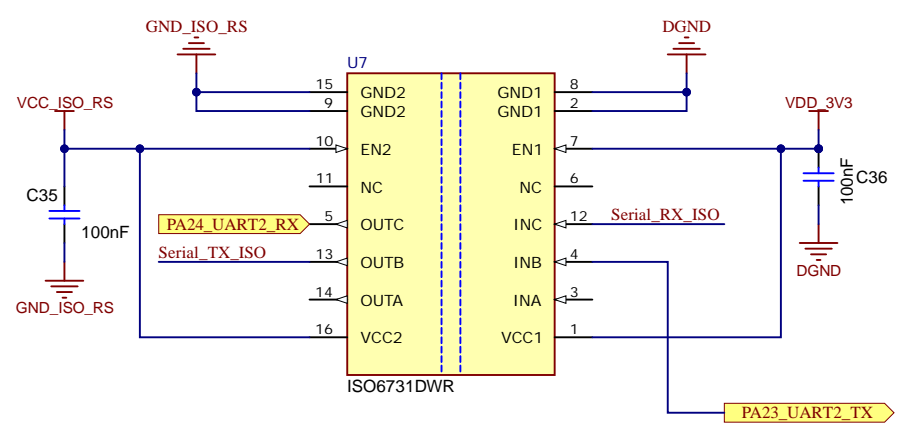 GND_ISO_RS
DGND
U7
15 GND2 GND1 8
9 GND2 GND1 2
VCC_ISO_RS
VDD_3V3
10 EN2 EN1 7
11 NC NC 6
C35
100nF
100nF
C36
PA24_UART2_RX 5 OUTC INC 12 Serial_RX_ISO
Serial_TX_ISO 13 OUTB INB 4
DGND
14 OUTA INA 3
GND_ISO_RS
16 VCC2 VCC1 1
ISO6731DWR
PA23_UART2_TX